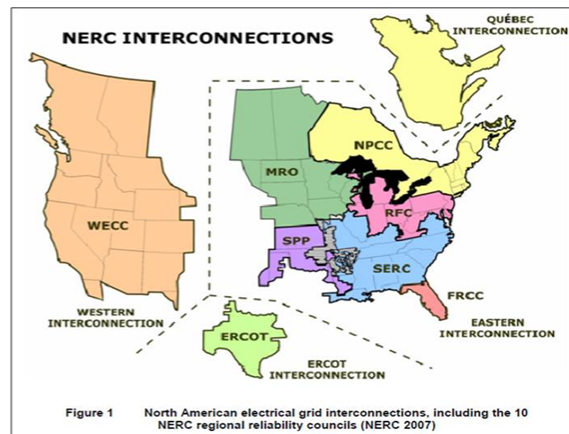 NERC INTERCONNECTIONS
QUÉBEC
INTERCONNECTION
NPCC
MRO
RFC
WECC
SPP
SERC
FRCC
WESTERN
INTERCONNECTION
EASTERN
INTERCONNECTION
ERCOT
ERCOT
INTERCONNECTION
Figure 1 North American electrical grid interconnections, including the 10
NERC regional reliability councils (NERC 2007)